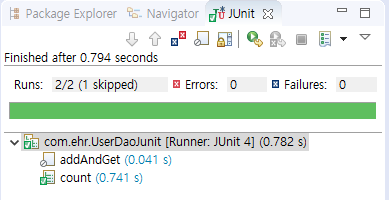 Package Explorer Navigator JUnit
Finished after 0.794 seconds
Runs: 2/2 (1 skipped) Errors: 0 Failures: 0
com.ehr.UserDaoJunit [Runner: JUnit 4] (0.782 s)
addAndGet (0.041 s)
count (0.741 s)